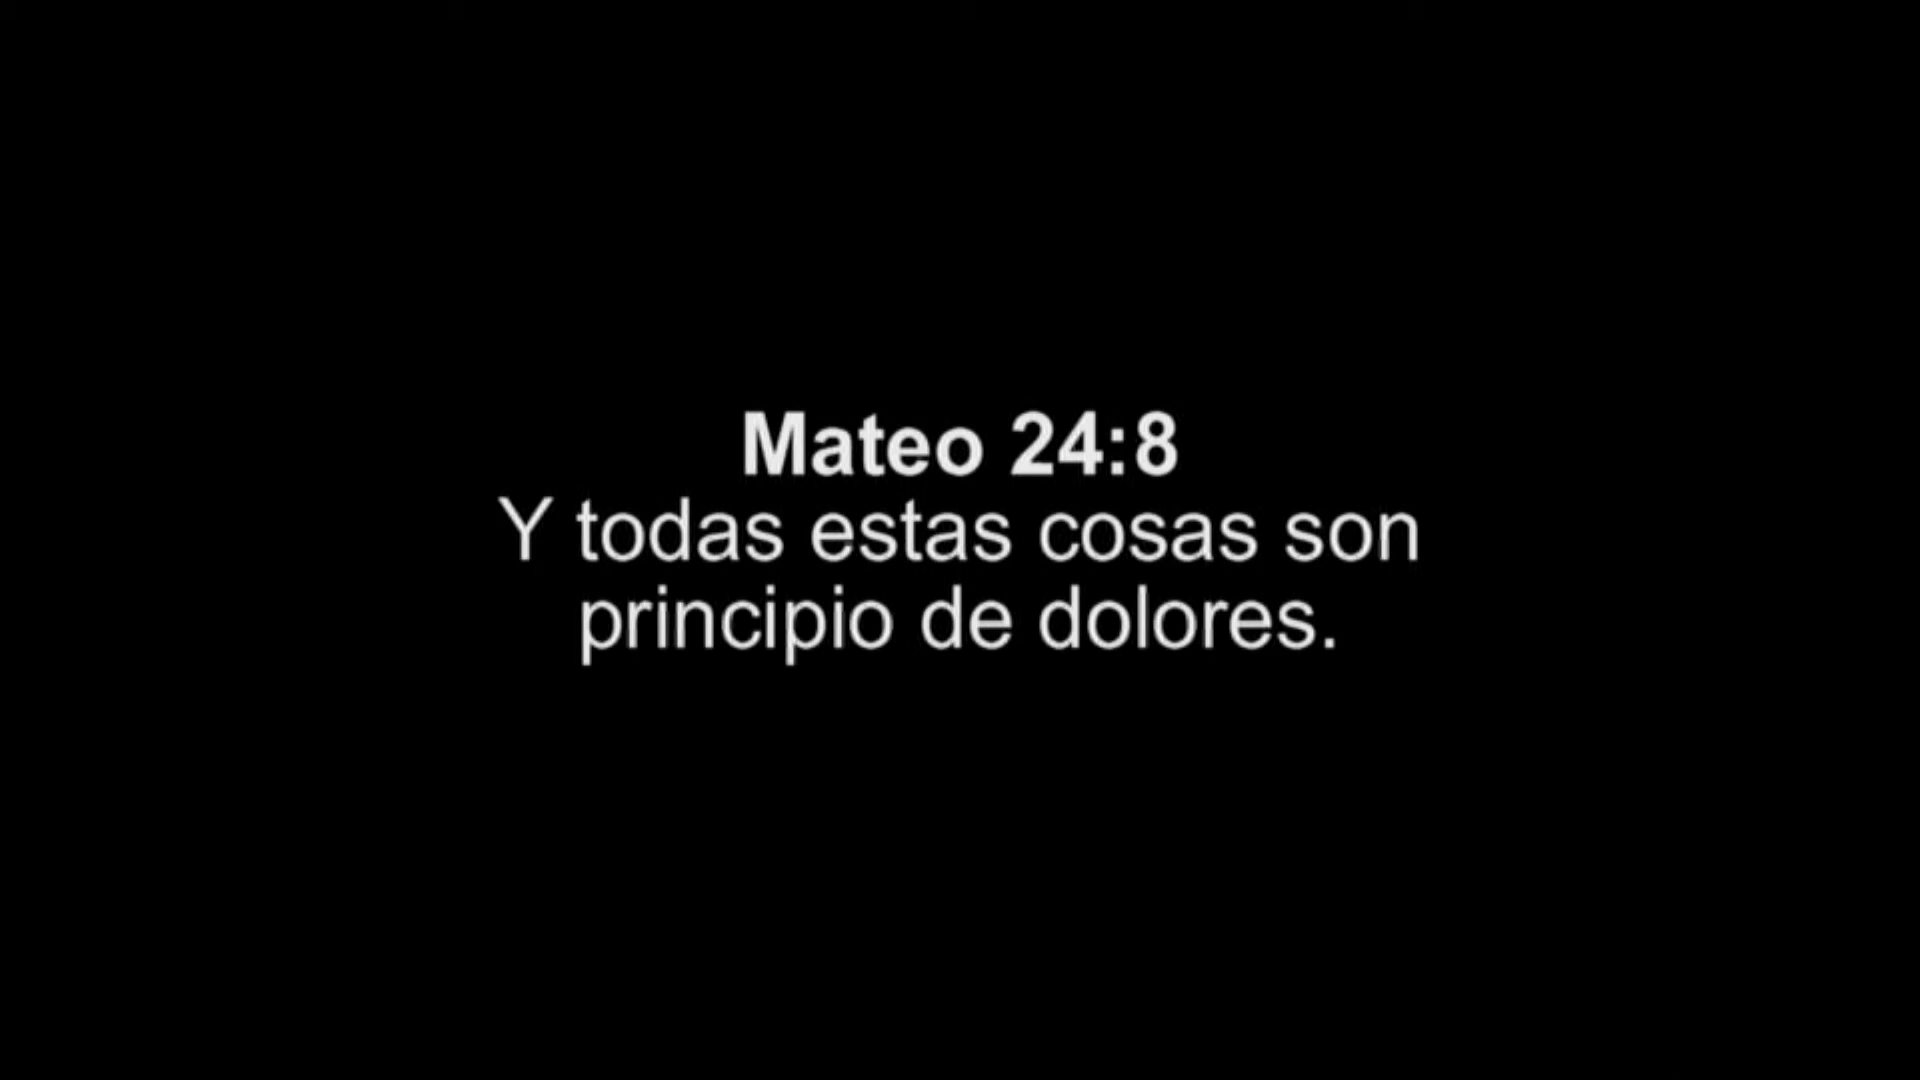 Mateo 24:8
Y todas estas cosas son
principio de dolores.